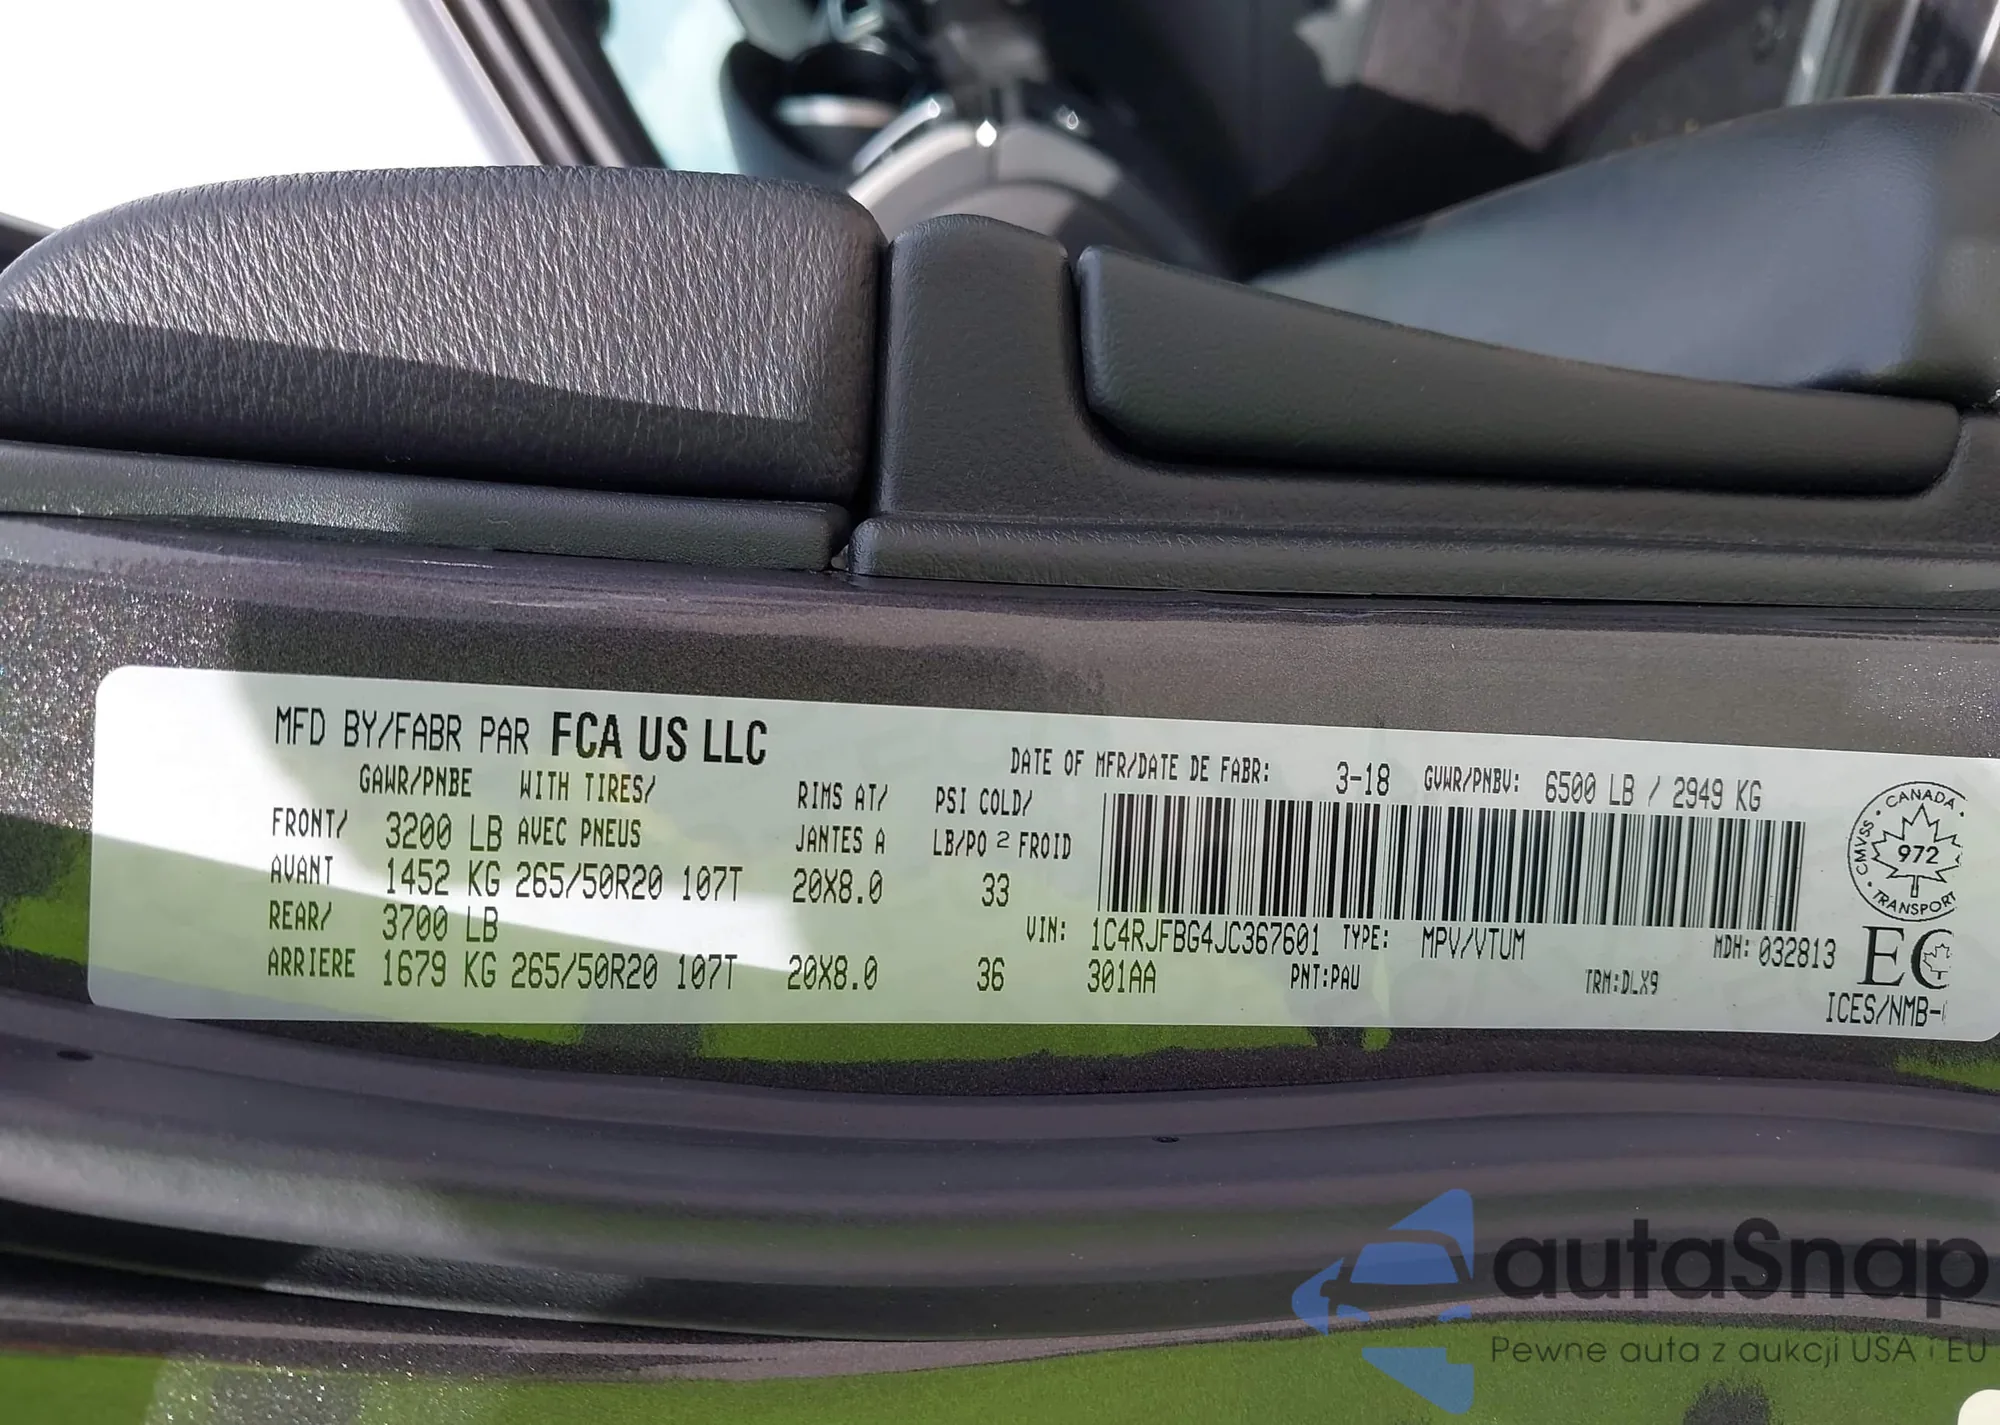 MFD BY/FABR PAR FCA US LLC
DATE OF MFR/DATE DE FABR: 3-18 GVWR/PNBV: 6500 LB / 2949 KG
GAWR/PNBE WITH TIRES/ RIMS AT/ PSI COLD/
FRONT/ 3200 LB AVEC PNEUS JANTES A LB/PO 2 FROID
AVANT 1452 KG 265/50R20 107T 20X8.0 33
REAR/ 3700 LB
ARRIERE 1679 KG 265/50R20 107T 20X8.0 36
VIN: 1C4RJFBG4JC367601 TYPE: MPV/VTUM MDH: 032813
301AA PNT:PAU TRM:DLX9
CANADA
CMVSS
972
TRANSPORT
EC
ICES/NMB-
autaSnap
Pewne auta z aukcji USA i EU